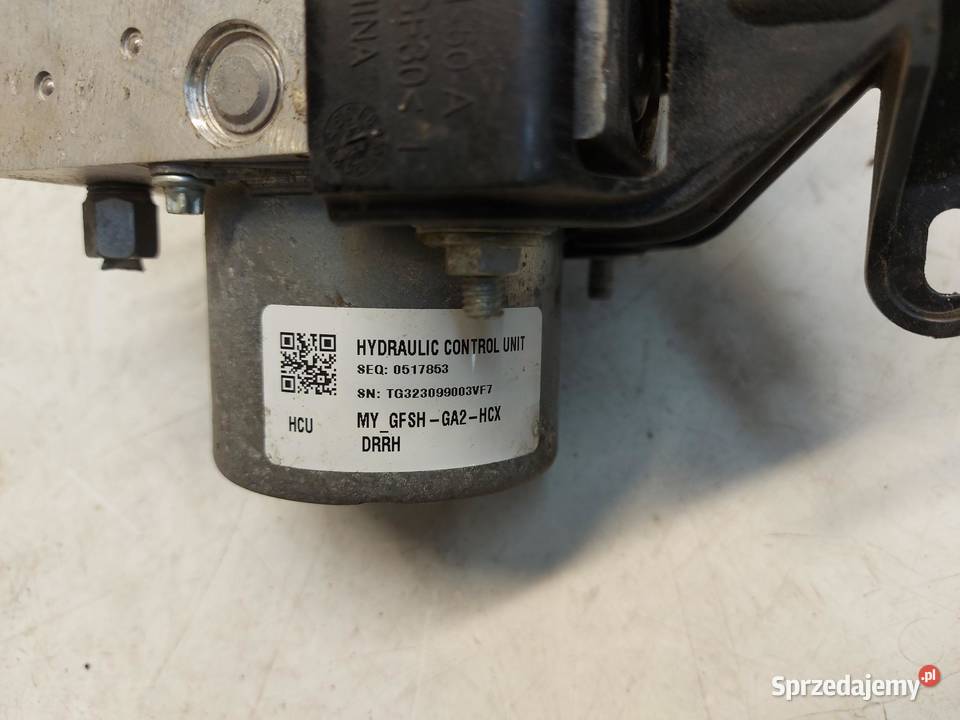 HYDRAULIC CONTROL UNIT
SEQ: 0517853
SN: TG323099003VF7
HCU
MY_GFSH-GA2-HCX
DRRH
Sprzedajemy.pl